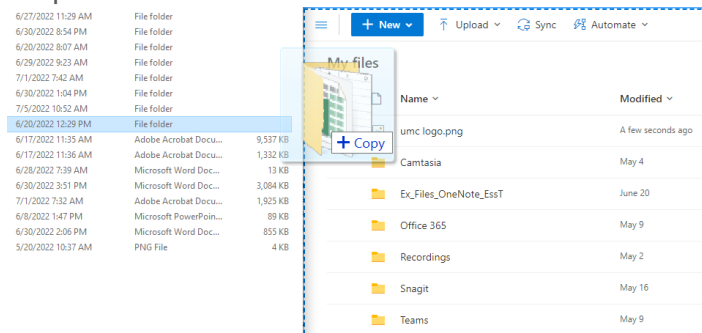 6/27/2022 11:29 AM File folder
6/30/2022 8:54 PM File folder
6/20/2022 8:07 AM File folder
6/29/2022 9:23 AM File folder
7/1/2022 7:42 AM File folder
6/30/2022 1:04 PM File folder
7/5/2022 10:52 AM File folder
6/20/2022 12:29 PM File folder
6/17/2022 11:35 AM Adobe Acrobat Docu... 9,537 KB
6/17/2022 11:36 AM Adobe Acrobat Docu... 1,332 KB
6/28/2022 7:39 AM Microsoft Word Doc... 13 KB
6/30/2022 3:51 PM Microsoft Word Doc... 3,084 KB
7/1/2022 7:32 AM Adobe Acrobat Docu... 1,925 KB
6/8/2022 1:47 PM Microsoft PowerPoin... 89 KB
6/30/2022 2:06 PM Microsoft Word Doc... 855 KB
5/20/2022 10:37 AM PNG File 4 KB
+ New Upload Sync Automate
My files
Name Modified
umc logo.png A few seconds ago
+ Copy
Camtasia May 4
Ex_Files_OneNote_EssT June 20
Office 365 May 9
Recordings May 2
Snagit May 16
Teams May 9